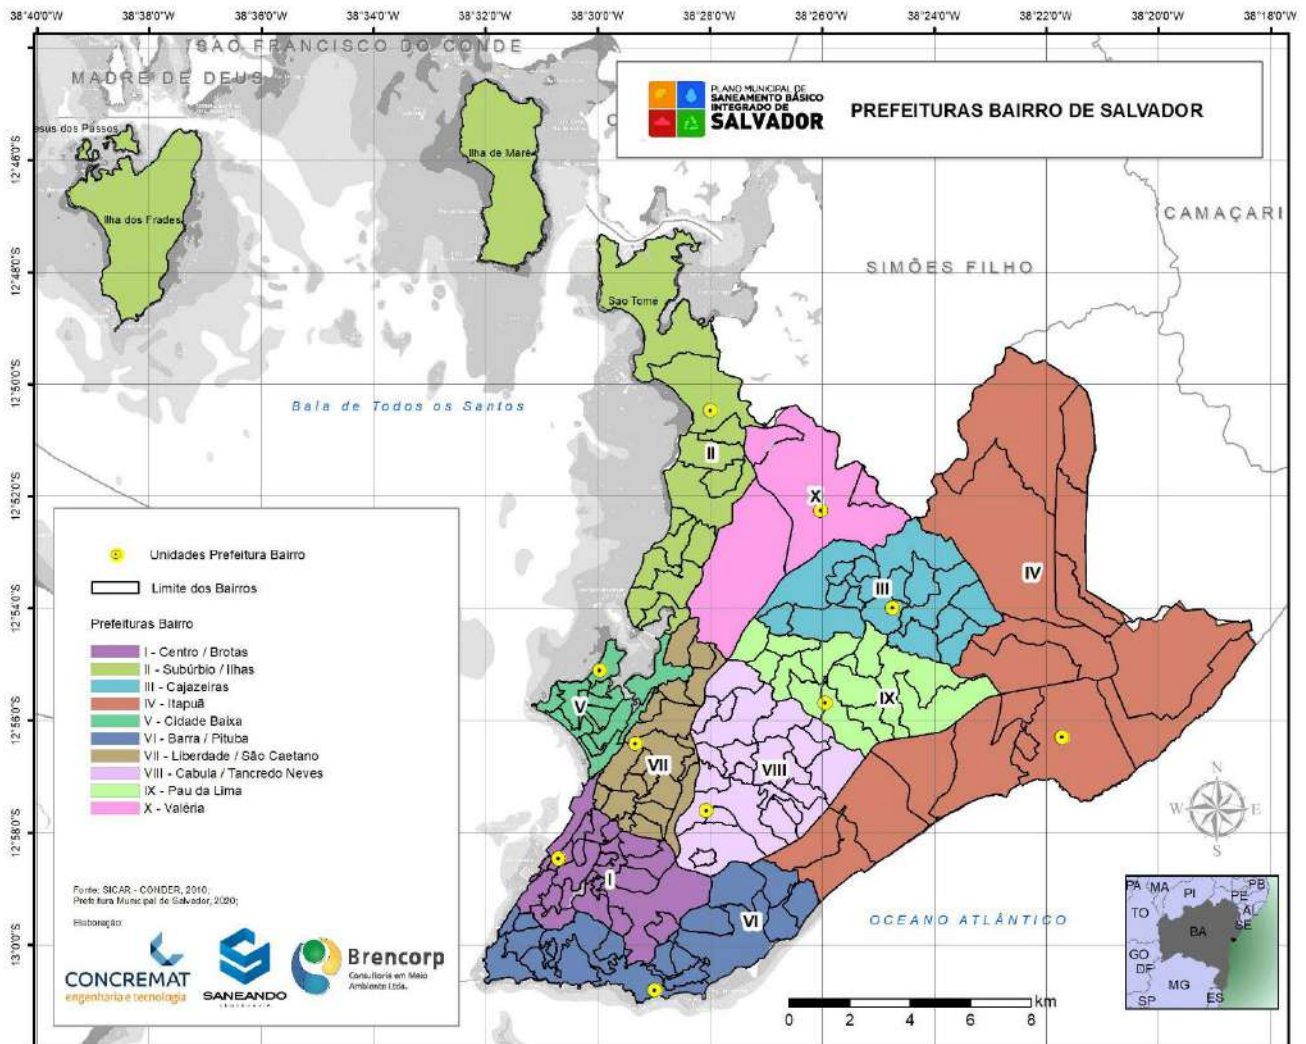 38°40'0"W 38°38'0"W 38°36'0"W 38°34'0"W 38°32'0"W 38°30'0"W 38°28'0"W 38°26'0"W 38°24'0"W 38°22'0"W 38°20'0"W 38°18'0"W
SÃO FRANCISCO DO CONDE
MADRE DE DEUS
PLANO MUNICIPAL DE
SANEAMENTO BÁSICO
INTEGRADO DE
SALVADOR
PREFEITURAS BAIRRO DE SALVADOR
esus dos Passos
Ilha de Maré
Ilha dos Frades
CAMAÇARI
SIMÕES FILHO
Sao Tomé
12°46'0"S
12°48'0"S
12°50'0"S
12°52'0"S
12°54'0"S
12°56'0"S
12°58'0"S
13°0'0"S
Baía de Todos os Santos
II
X
IV
III
IX
V
VII
VIII
I
VI
Unidades Prefeitura Bairro
Limite dos Bairros
Prefeituras Bairro
I - Centro / Brotas
II - Subúrbio / Ilhas
III - Cajazeiras
IV - Itapuã
V - Cidade Baixa
VI - Barra / Pituba
VII - Liberdade / São Caetano
VIII - Cabula / Tancredo Neves
IX - Pau da Lima
X - Valéria
Fonte: SICAR - CONDER, 2010;
Prefeitura Municipal de Salvador, 2020;
Elaboração:
CONCREMAT
engenharia e tecnologia
SANEANDO
Brencorp
Consultoria em Meio
Ambiente Ltda.
N
W E
S
OCEANO ATLÂNTICO
km
0 2 4 6 8
PA MA PI PB
PE
TO AL
SE
BA
GO
DF
MG
SP ES